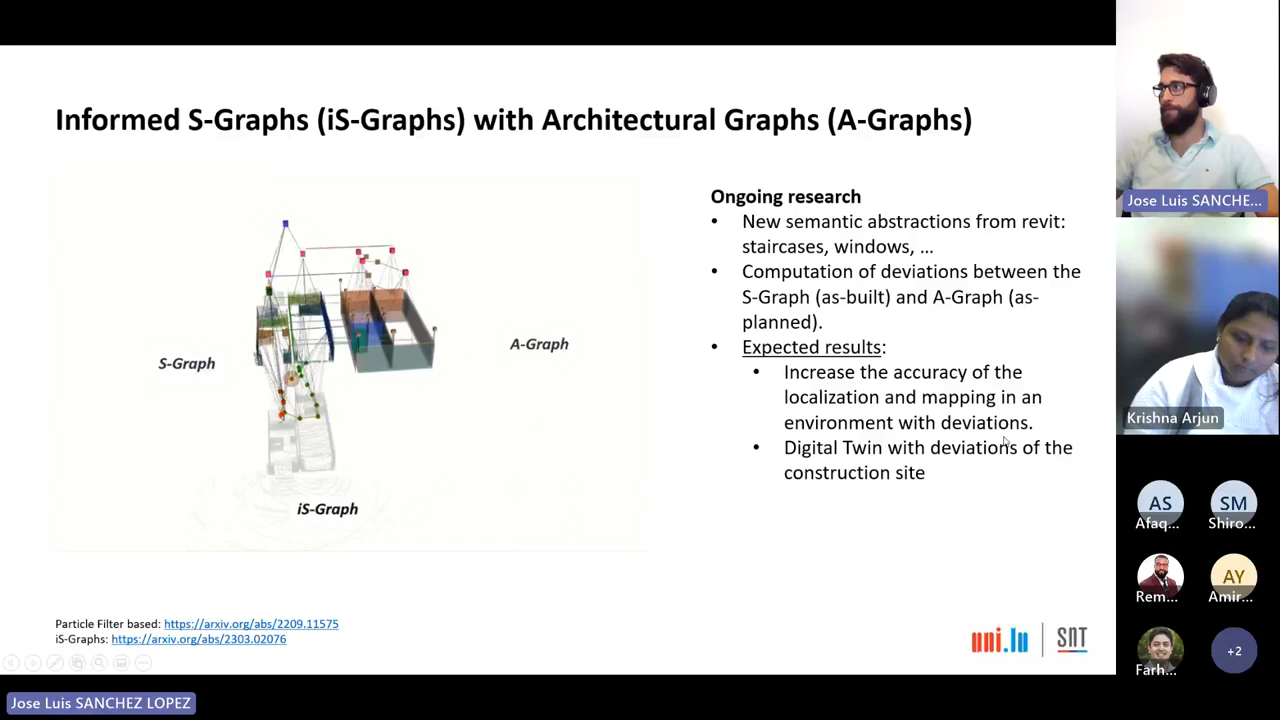 Informed S-Graphs (iS-Graphs) with Architectural Graphs (A-Graphs)
S-Graph
A-Graph
iS-Graph
Ongoing research
• New semantic abstractions from revit:
staircases, windows, ...
• Computation of deviations between the
S-Graph (as-built) and A-Graph (as-
planned).
• Expected results:
• Increase the accuracy of the
localization and mapping in an
environment with deviations.
• Digital Twin with deviations of the
construction site
Particle Filter based: https://arxiv.org/abs/2209.11575
iS-Graphs: https://arxiv.org/abs/2303.02076
uni.lu
SNT
Jose Luis SANCHE...
Krishna Arjun
AS
Afaq...
SM
Shiro...
Rem...
AY
Amir...
Farh...
+2
Jose Luis SANCHEZ LOPEZ